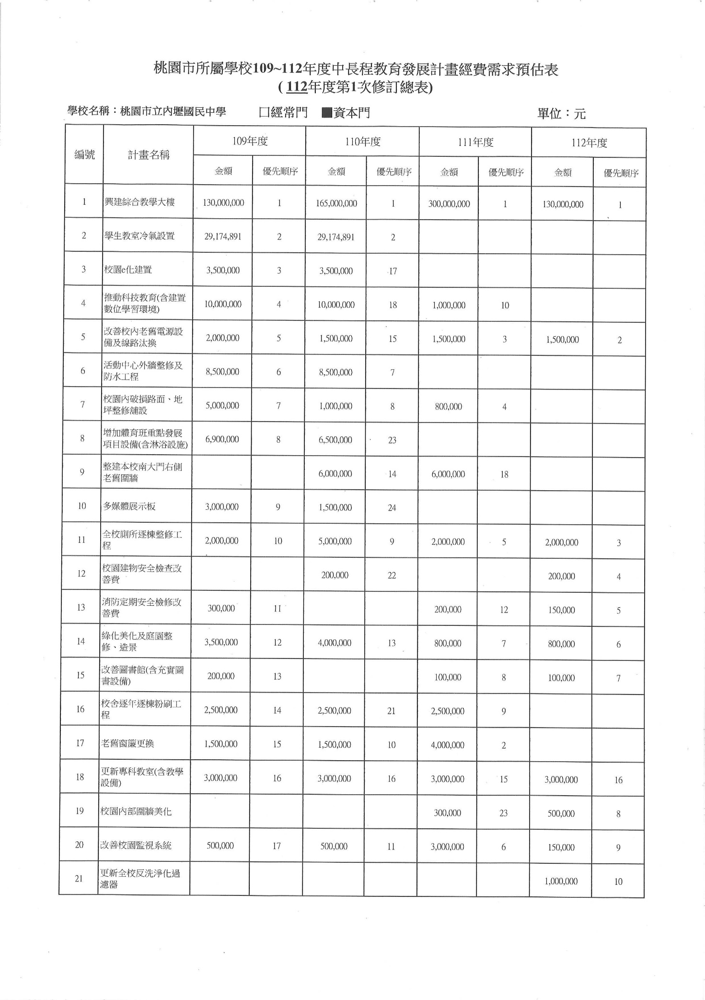 桃園市所屬學校109~112年度中長程教育發展計畫經費需求預估表
( 112年度第1次修訂總表)
學校名稱：桃園市立內壢國民中學 □經常門 ■資本門 單位：元
編號 計畫名稱 109年度 110年度 111年度 112年度
金額 優先順序 金額 優先順序 金額 優先順序 金額 優先順序
1 興建綜合教學大樓 130,000,000 1 165,000,000 1 300,000,000 1 130,000,000 1
2 學生教室冷氣設置 29,174,891 2 29,174,891 2
3 校園e化建置 3,500,000 3 3,500,000 17
推動科技教育(含建置
4 數位學習環境) 10,000,000 4 10,000,000 18 1,000,000 10
改善校內老舊電源設
5 備及線路汰換 2,000,000 5 1,500,000 15 1,500,000 3 1,500,000 2
活動中心外牆整修及
6 防水工程 8,500,000 6 8,500,000 7
校園內破損路面、地
7 坪整修舖設 5,000,000 7 1,000,000 8 800,000 4
增加體育班重點發展
8 項目設備(含淋浴設施) 6,900,000 8 6,500,000 23
整建本校南大門右側
9 老舊圍牆 6,000,000 14 6,000,000 18
10 多媒體展示板 3,000,000 9 1,500,000 24
全校廁所逐棟整修工
11 程 2,000,000 10 5,000,000 9 2,000,000 5 2,000,000 3
校園建物安全檢查改
12 善費 200,000 22 200,000 4
消防定期安全檢修改
13 善費 300,000 11 200,000 12 150,000 5
綠化美化及庭園整
14 修、造景 3,500,000 12 4,000,000 13 800,000 7 800,000 6
改善圖書館(含充實圖
15 書設備) 200,000 13 100,000 8 100,000 7
校舍逐年逐棟粉刷工
16 程 2,500,000 14 2,500,000 21 2,500,000 9
17 老舊窗簾更換 1,500,000 15 1,500,000 10 4,000,000 2
更新專科教室(含教學
18 設備) 3,000,000 16 3,000,000 16 3,000,000 15 3,000,000 16
19 校園內部圍牆美化 300,000 23 500,000 8
20 改善校園監視系統 500,000 17 500,000 11 3,000,000 6 150,000 9
更新全校反洗淨化過
21 濾器 1,000,000 10